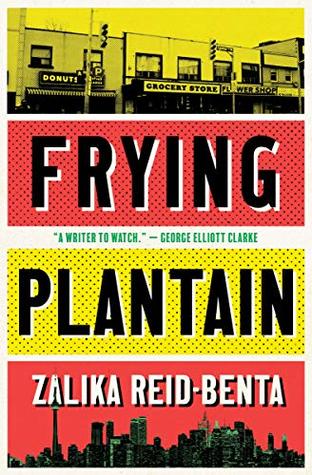 DONUTS
GROCERY STORE
FLOWER SHOP
FRYING
"A WRITER TO WATCH." — GEORGE ELLIOTT CLARKE
PLANTAIN
ZALIKA REID-BENTA